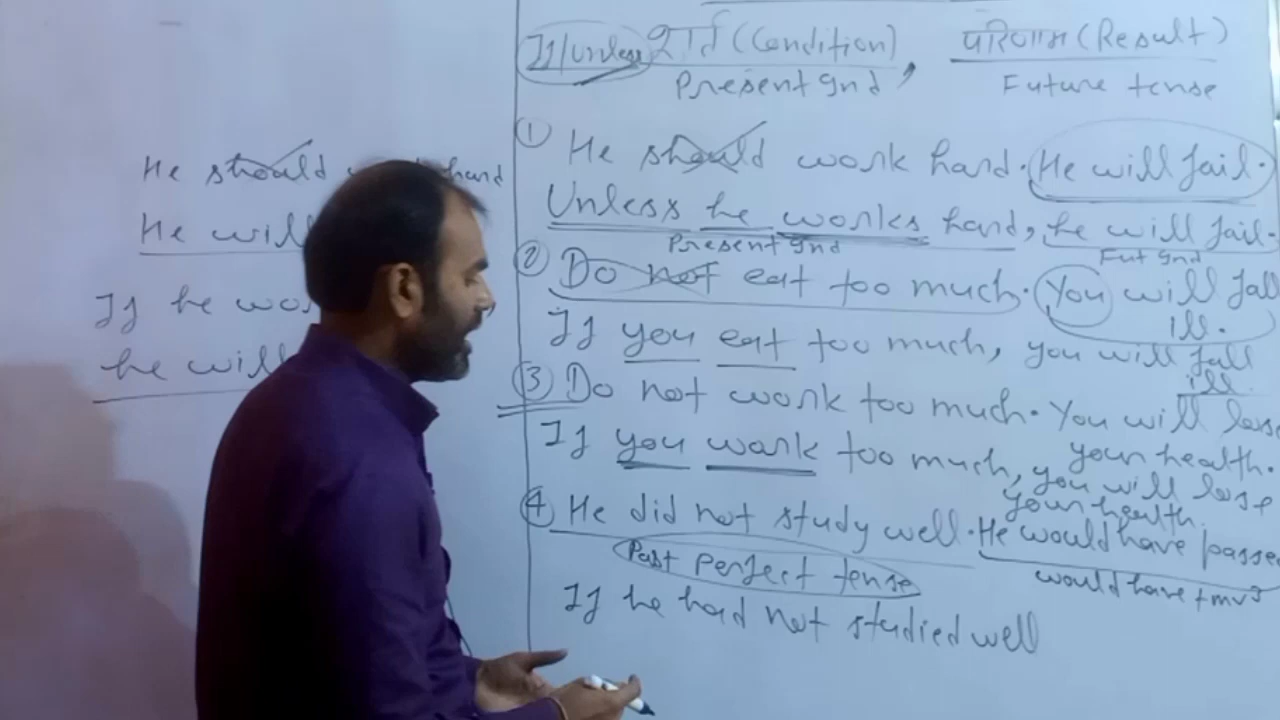 If/Unless शर्त (Condition), परिणाम (Result)
Present Ind Future tense
① He should work hard. He will fail.
Unless he works hard, he will fail.
Present Ind Fut Ind
② Do not eat too much. You will fall ill.
If you eat too much, you will fall ill.
③ Do not work too much. You will lose your health.
If you work too much, you will lose your health.
④ He did not study well. He would have passe
Past Perfect tense would have + mv3
If he had not studied well
He should hard
He will
If he wo
he will